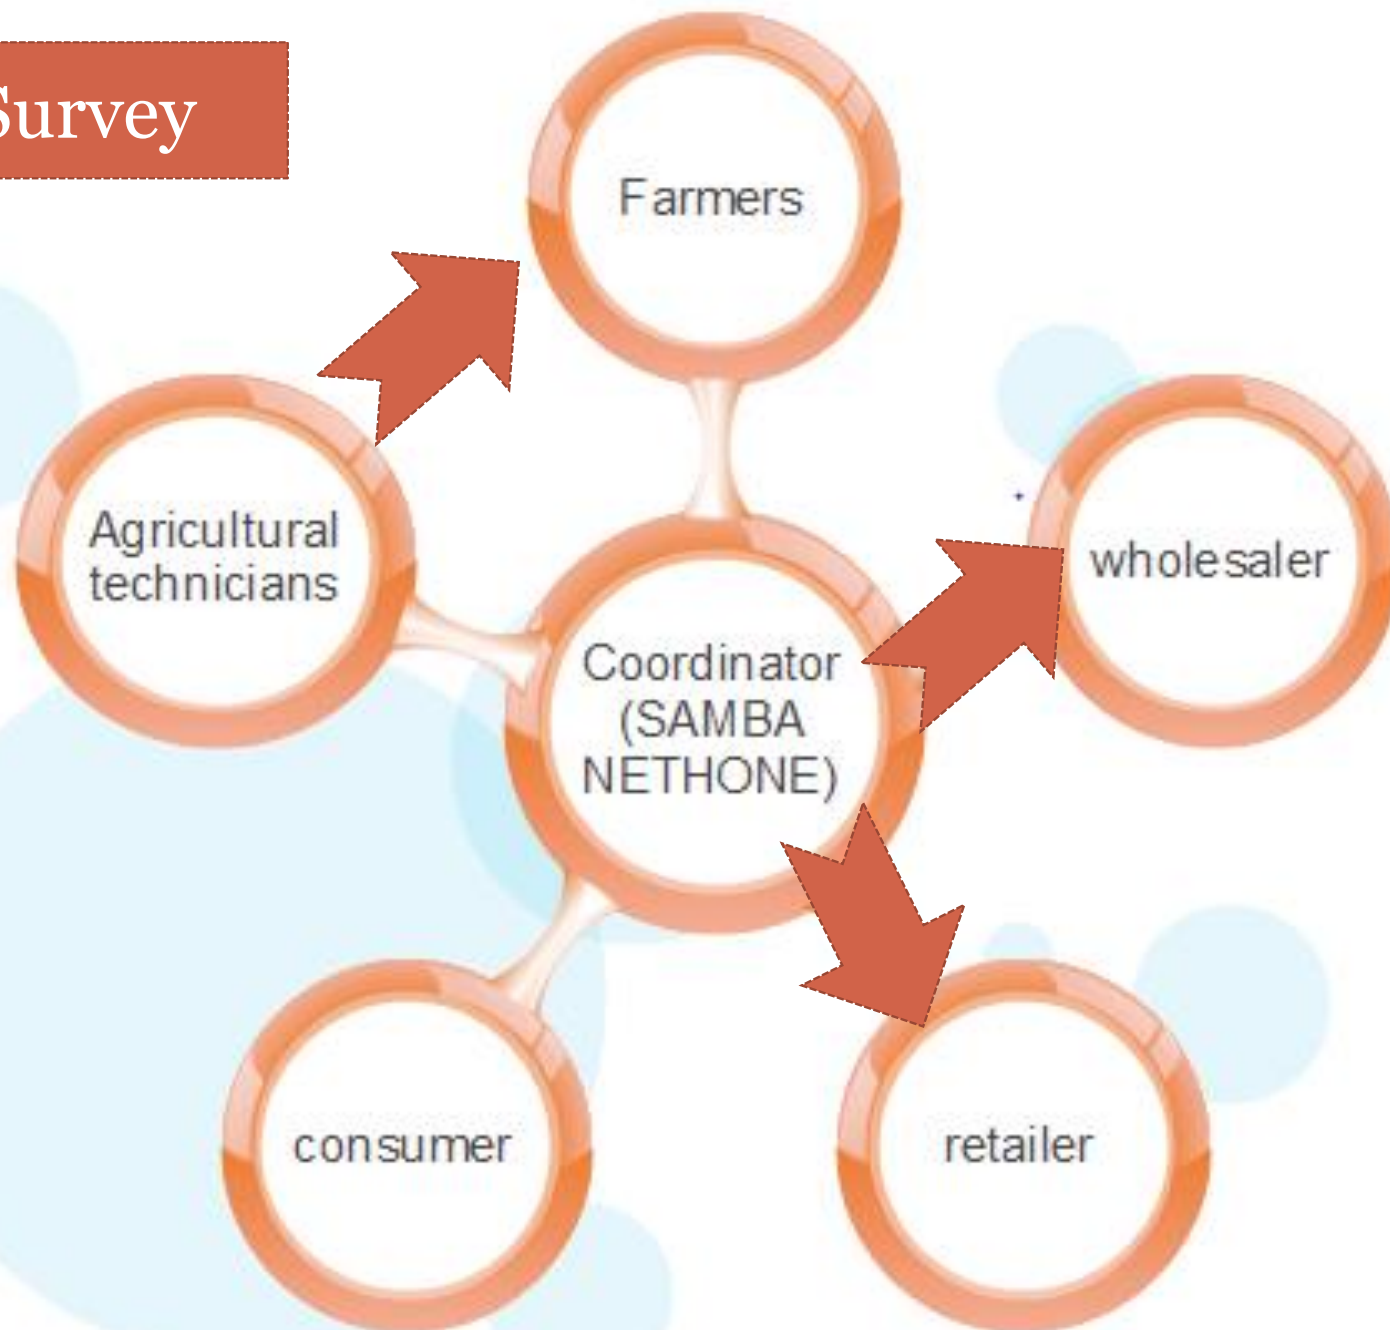 Survey
Farmers
Agricultural
technicians
wholesaler
Coordinator
(SAMBA
NETHONE)
consumer
retailer